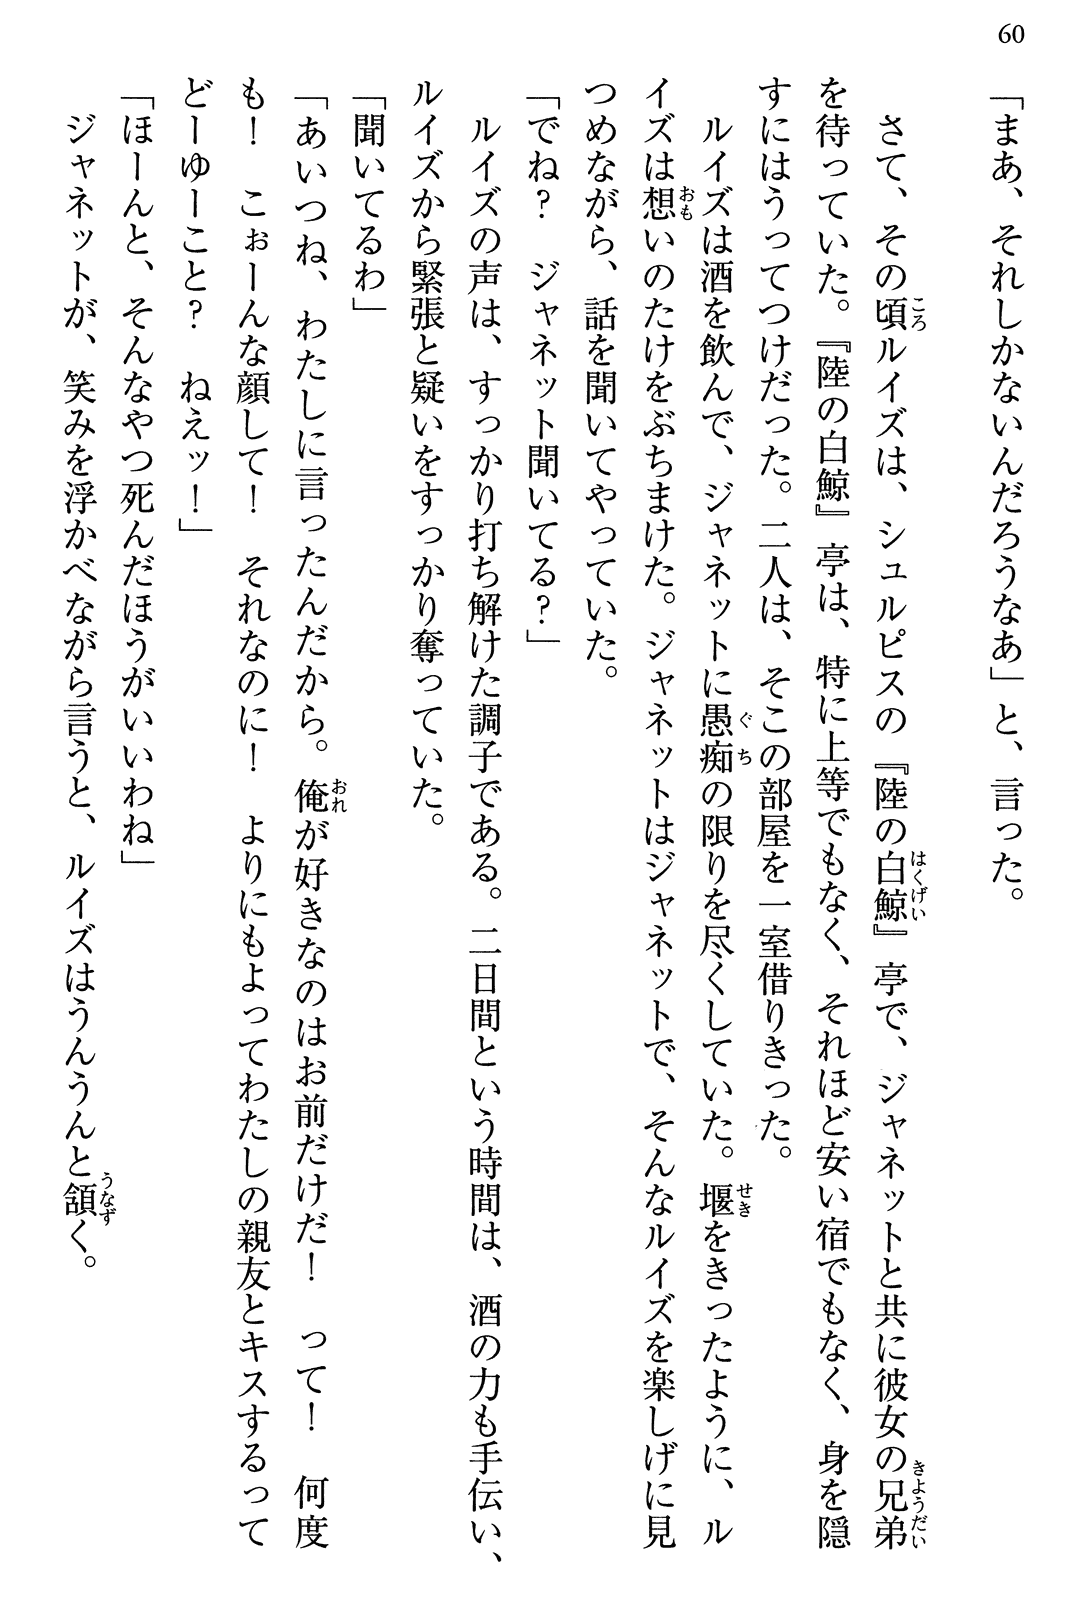 60
「まあ、それしかないんだろうなあ」と、言った。
　さて、その頃ルイズは、シュルピスの『陸の白鯨』亭で、ジャネットと共に彼女の兄弟
を待っていた。『陸の白鯨』亭は、特に上等でもなく、それほど安い宿でもなく、身を隠
すにはうってつけだった。二人は、そこの部屋を一室借りきった。
　ルイズは酒を飲んで、ジャネットに愚痴の限りを尽くしていた。堰をきったように、ル
イズは想いのたけをぶちまけた。ジャネットはジャネットで、そんなルイズを楽しげに見
つめながら、話を聞いてやっていた。
「でね？　ジャネット聞いてる？」
　ルイズの声は、すっかり打ち解けた調子である。二日間という時間は、酒の力も手伝い、
ルイズから緊張と疑いをすっかり奪っていた。
「聞いてるわ」
「あいつね、わたしに言ったんだから。俺が好きなのはお前だけだ！　って！　何度
も！　こぉーんな顔して！　それなのに！　よりにもよってわたしの親友とキスするって
どーゆーこと？　ねえッ！」
「ほーんと、そんなやつ死んだほうがいいわね」
　ジャネットが、笑みを浮かべながら言うと、ルイズはうんうんと頷く。